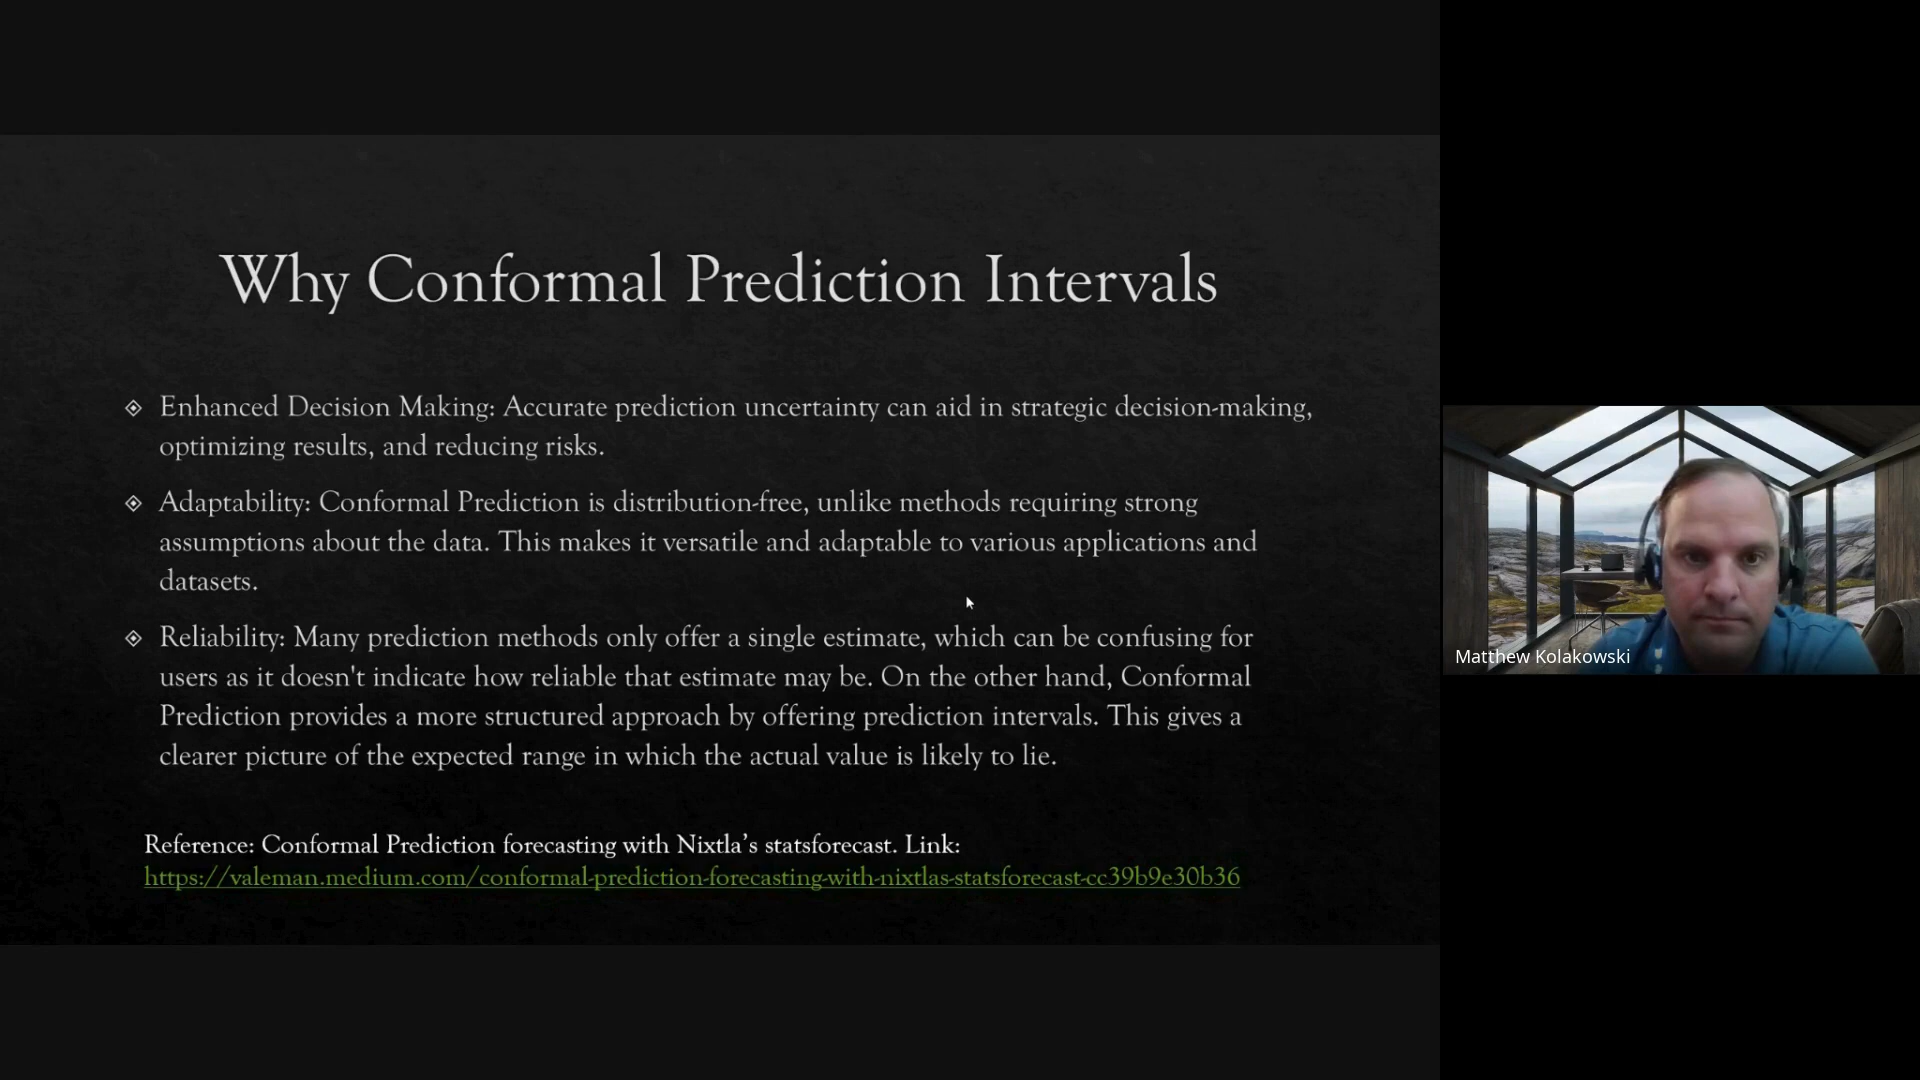 Why Conformal Prediction Intervals
Enhanced Decision Making: Accurate prediction uncertainty can aid in strategic decision-making,
optimizing results, and reducing risks.
Adaptability: Conformal Prediction is distribution-free, unlike methods requiring strong
assumptions about the data. This makes it versatile and adaptable to various applications and
datasets.
Reliability: Many prediction methods only offer a single estimate, which can be confusing for
users as it doesn't indicate how reliable that estimate may be. On the other hand, Conformal
Prediction provides a more structured approach by offering prediction intervals. This gives a
clearer picture of the expected range in which the actual value is likely to lie.
Reference: Conformal Prediction forecasting with Nixtla’s statsforecast. Link:
https://valeman.medium.com/conformal-prediction-forecasting-with-nixtlas-statsforecast-cc39b9e30b36
Matthew Kolakowski